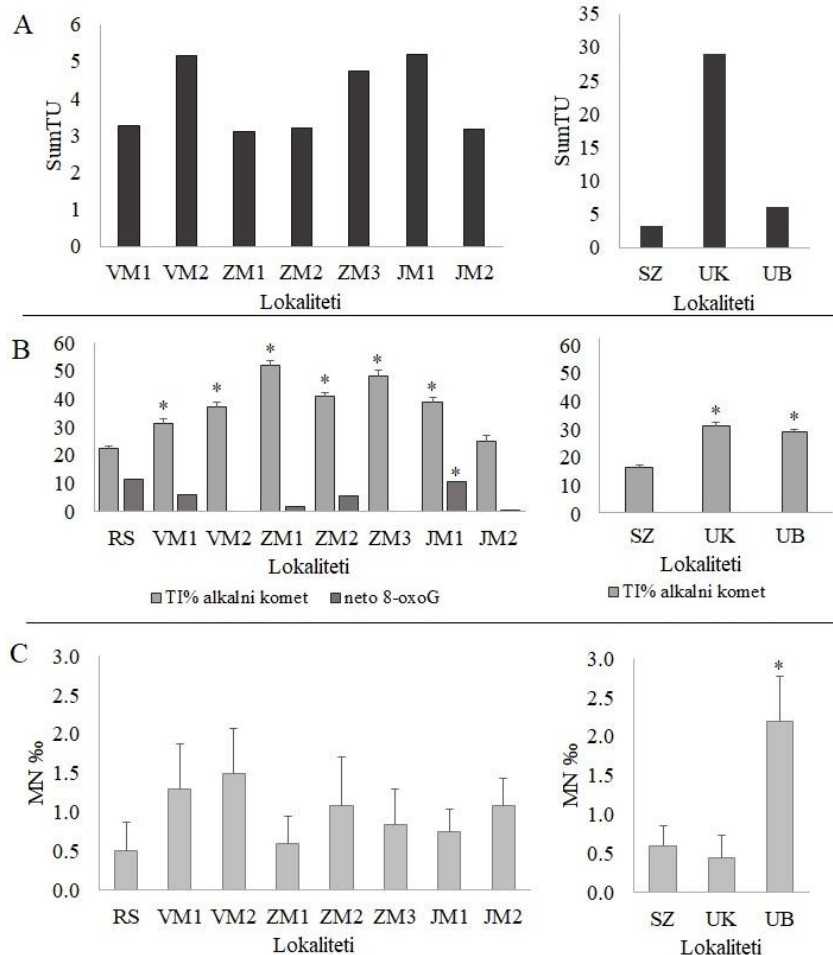 A
SumTU
6
5
4
3
2
1
0
VM1 VM2 ZM1 ZM2 ZM3 JM1 JM2
Lokaliteti
SumTU
35
30
25
20
15
10
5
0
SZ UK UB
Lokaliteti
B
60
50
40
30
20
10
0
* * * * * * *
RS VM1 VM2 ZM1 ZM2 ZM3 JM1 JM2
Lokaliteti
TI% alkalni komet neto 8-oxoG
60
50
40
30
20
10
0
* *
SZ UK UB
Lokaliteti
TI% alkalni komet
C
MN ‰
3.0
2.5
2.0
1.5
1.0
0.5
0.0
RS VM1 VM2 ZM1 ZM2 ZM3 JM1 JM2
Lokaliteti
MN ‰
3.0
2.5
2.0
1.5
1.0
0.5
0.0
*
SZ UK UB
Lokaliteti